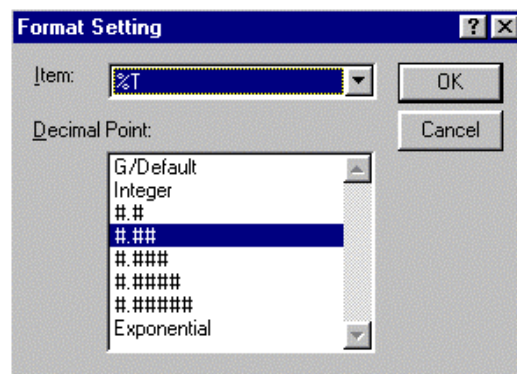 Format Setting
Item:
%T
OK
Cancel
Decimal Point:
G/Default
Integer
#.#
#.##
#.###
#.####
#.#####
Exponential